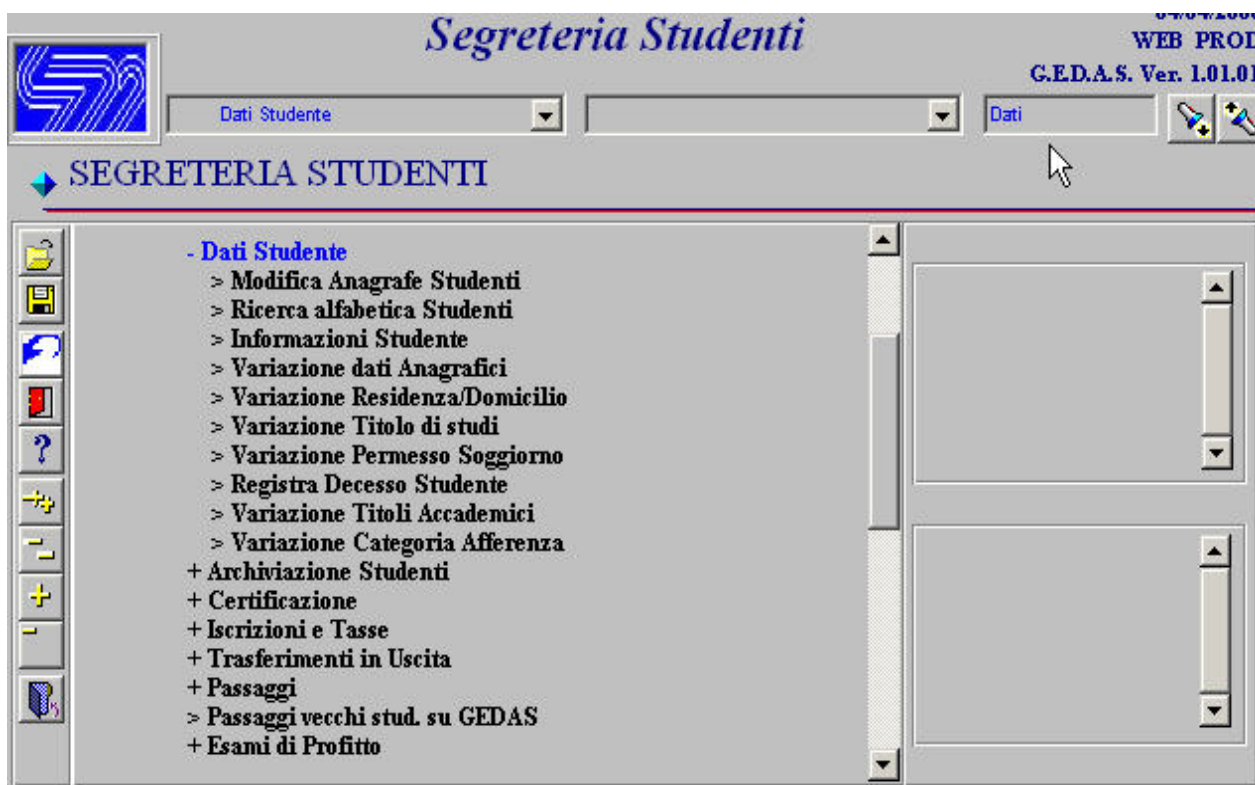 Segreteria Studenti
WEB PROD
G.E.D.A.S. Ver. 1.01.01
Dati Studente
Dati
SEGRETERIA STUDENTI
- Dati Studente
> Modifica Anagrafe Studenti
> Ricerca alfabetica Studenti
> Informazioni Studente
> Variazione dati Anagrafici
> Variazione Residenza/Domicilio
> Variazione Titolo di studi
> Variazione Permesso Soggiorno
> Registra Decesso Studente
> Variazione Titoli Accademici
> Variazione Categoria Afferenza
+ Archiviazione Studenti
+ Certificazione
+ Iscrizioni e Tasse
+ Trasferimenti in Uscita
+ Passaggi
> Passaggi vecchi stud. su GEDAS
+ Esami di Profitto